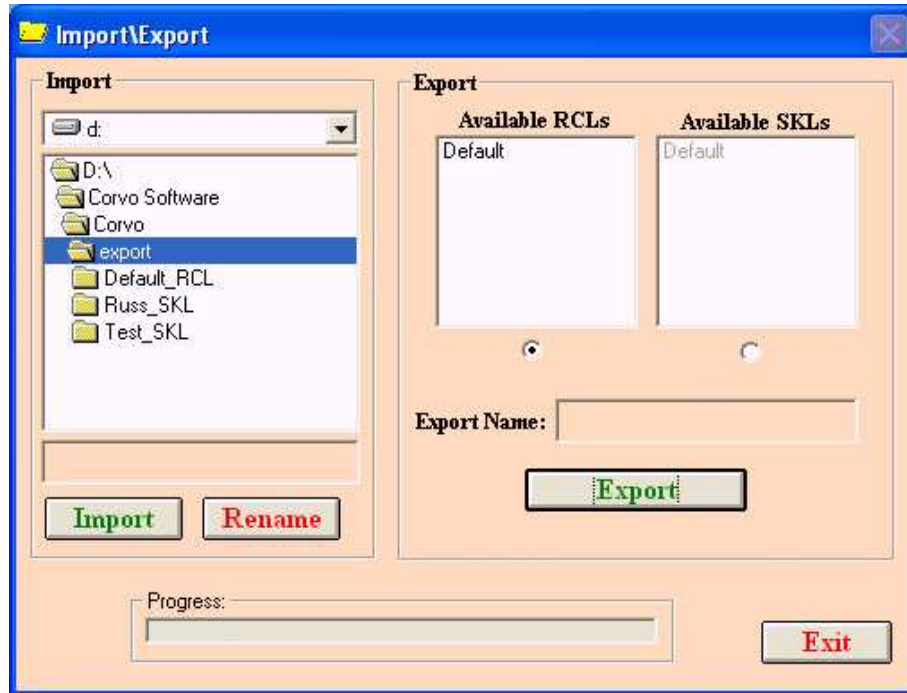 Import\Export
Import
d:
D:\
Corvo Software
Corvo
export
Default_RCL
Russ_SKL
Test_SKL
Import
Rename
Export
Available RCLs
Available SKLs
Default
Default
Export Name:
Export
Progress:
Exit